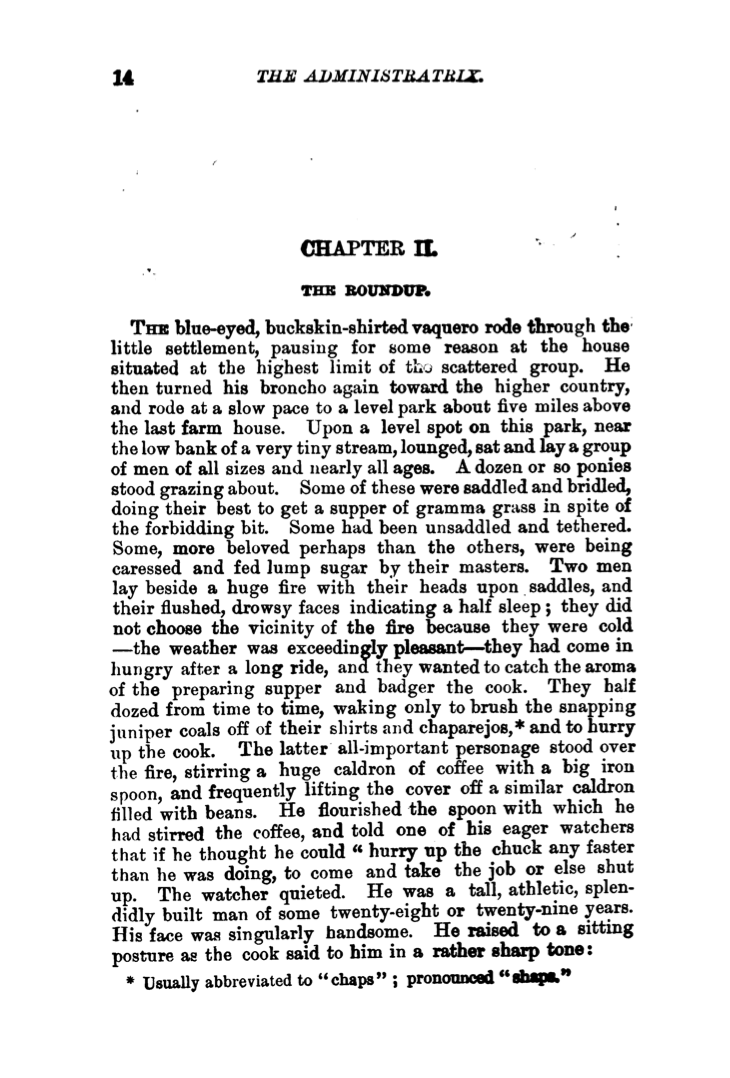 14 THE ADMINISTRATRIX.
CHAPTER II.
THE ROUNDUP.
THE blue-eyed, buckskin-shirted vaquero rode through the
little settlement, pausing for some reason at the house
situated at the highest limit of the scattered group. He
then turned his broncho again toward the higher country,
and rode at a slow pace to a level park about five miles above
the last farm house. Upon a level spot on this park, near
the low bank of a very tiny stream, lounged, sat and lay a group
of men of all sizes and nearly all ages. A dozen or so ponies
stood grazing about. Some of these were saddled and bridled,
doing their best to get a supper of gramma grass in spite of
the forbidding bit. Some had been unsaddled and tethered.
Some, more beloved perhaps than the others, were being
caressed and fed lump sugar by their masters. Two men
lay beside a huge fire with their heads upon saddles, and
their flushed, drowsy faces indicating a half sleep; they did
not choose the vicinity of the fire because they were cold
—the weather was exceedingly pleasant—they had come in
hungry after a long ride, and they wanted to catch the aroma
of the preparing supper and badger the cook. They half
dozed from time to time, waking only to brush the snapping
juniper coals off of their shirts and chaparejos,* and to hurry
up the cook. The latter all-important personage stood over
the fire, stirring a huge caldron of coffee with a big iron
spoon, and frequently lifting the cover off a similar caldron
filled with beans. He flourished the spoon with which he
had stirred the coffee, and told one of his eager watchers
that if he thought he could “ hurry up the chuck any faster
than he was doing, to come and take the job or else shut
up. The watcher quieted. He was a tall, athletic, splen-
didly built man of some twenty-eight or twenty-nine years.
His face was singularly handsome. He raised to a sitting
posture as the cook said to him in a rather sharp tone:
* Usually abbreviated to “chaps” ; pronounced “shaps.”